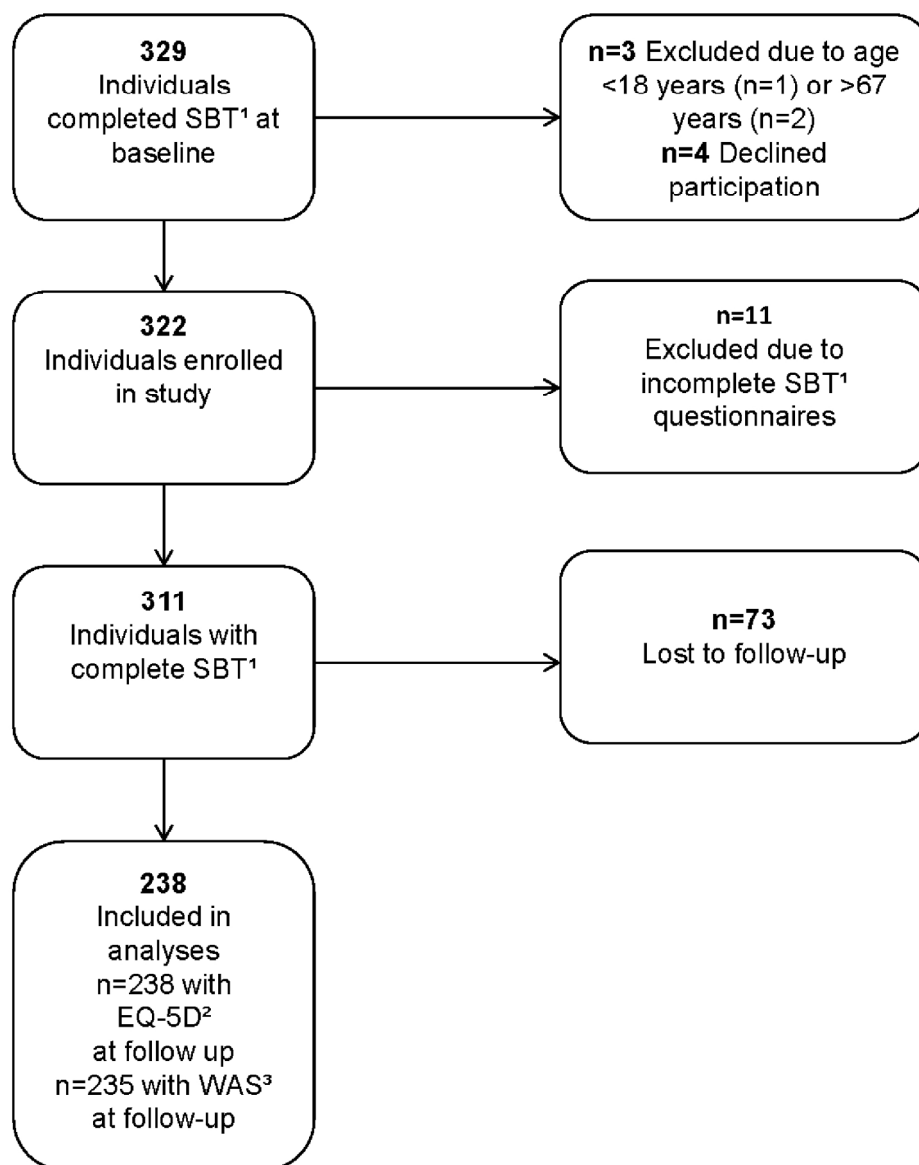 329
Individuals
completed SBT¹ at
baseline
n=3 Excluded due to age
<18 years (n=1) or >67
years (n=2)
n=4 Declined
participation
322
Individuals enrolled
in study
n=11
Excluded due to
incomplete SBT¹
questionnaires
311
Individuals with
complete SBT¹
n=73
Lost to follow-up
238
Included in
analyses
n=238 with
EQ-5D²
at follow up
n=235 with WAS³
at follow-up